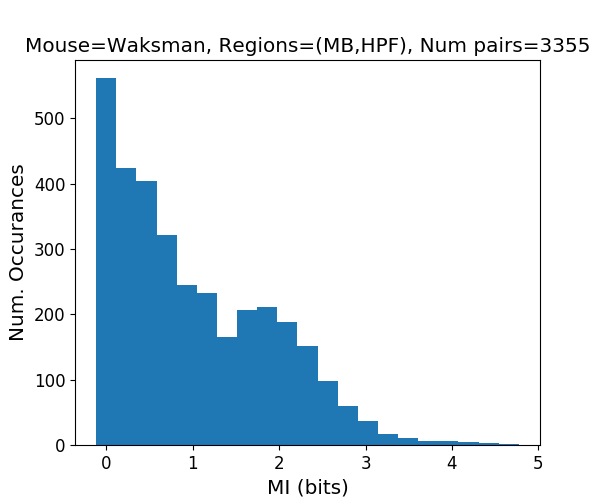 Mouse=Waksman, Regions=(MB,HPF), Num pairs=3355
Num. Occurances
500
400
300
200
100
0
0 1 2 3 4 5
MI (bits)